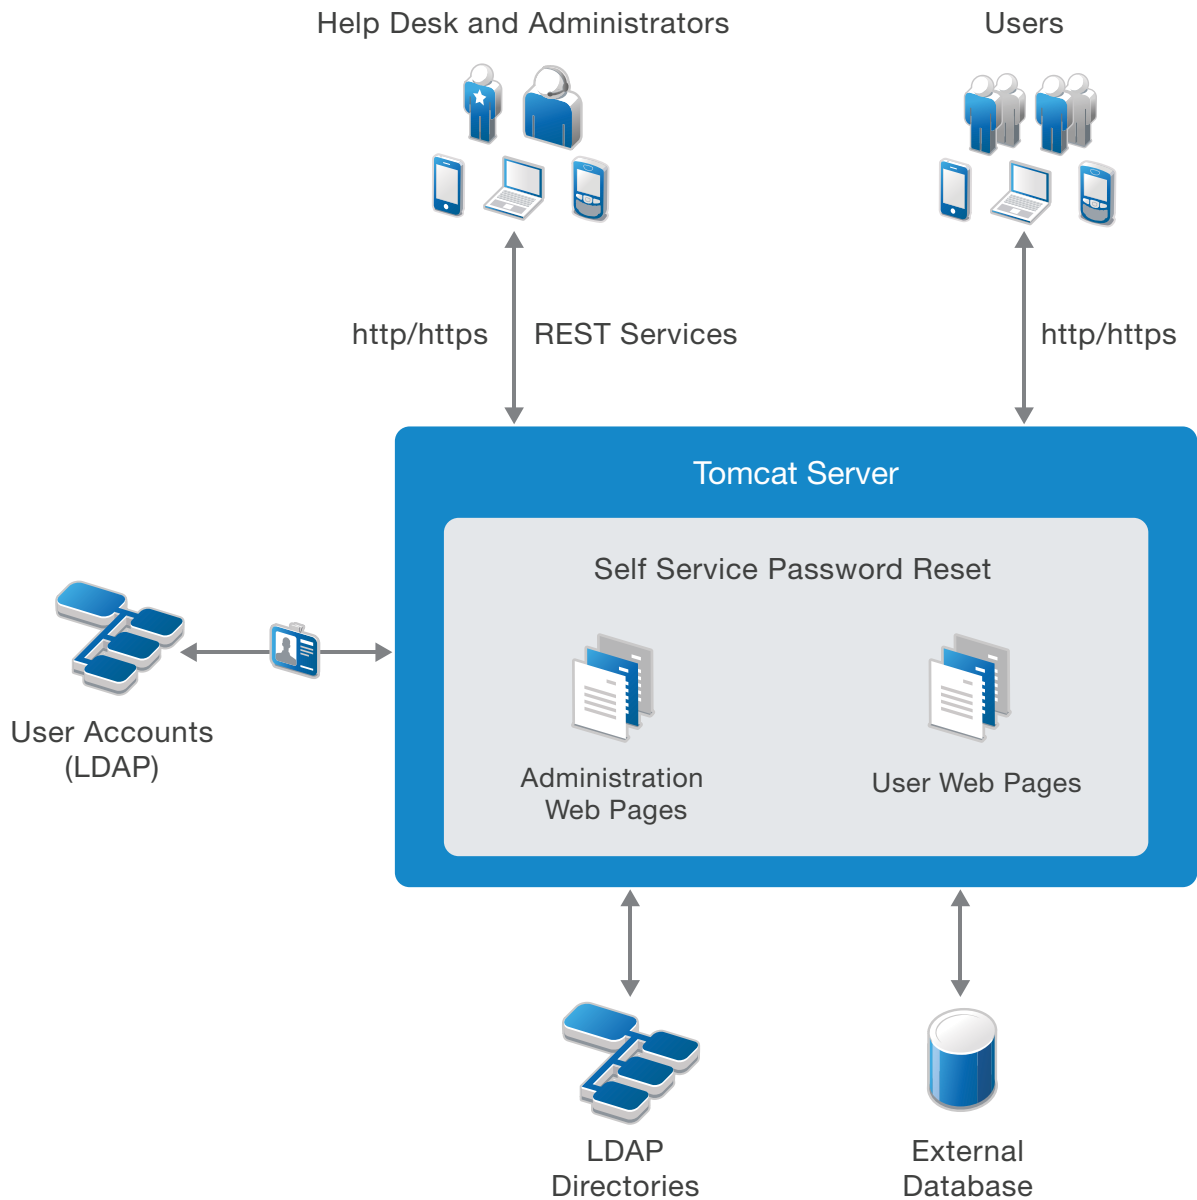 Help Desk and Administrators
Users
http/https
REST Services
http/https
Tomcat Server
Self Service Password Reset
User Accounts
(LDAP)
Administration
Web Pages
User Web Pages
LDAP
Directories
External
Database